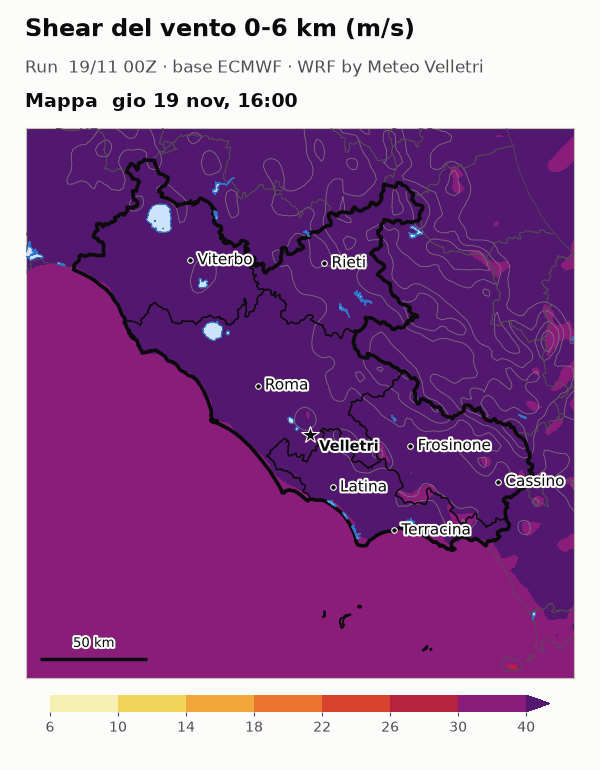 Shear del vento 0-6 km (m/s)
Run 19/11 00Z · base ECMWF · WRF by Meteo Velletri
Mappa gio 19 nov, 16:00
Viterbo
Rieti
Roma
Velletri
Frosinone
Latina
Cassino
Terracina
50 km
6 10 14 18 22 26 30 40